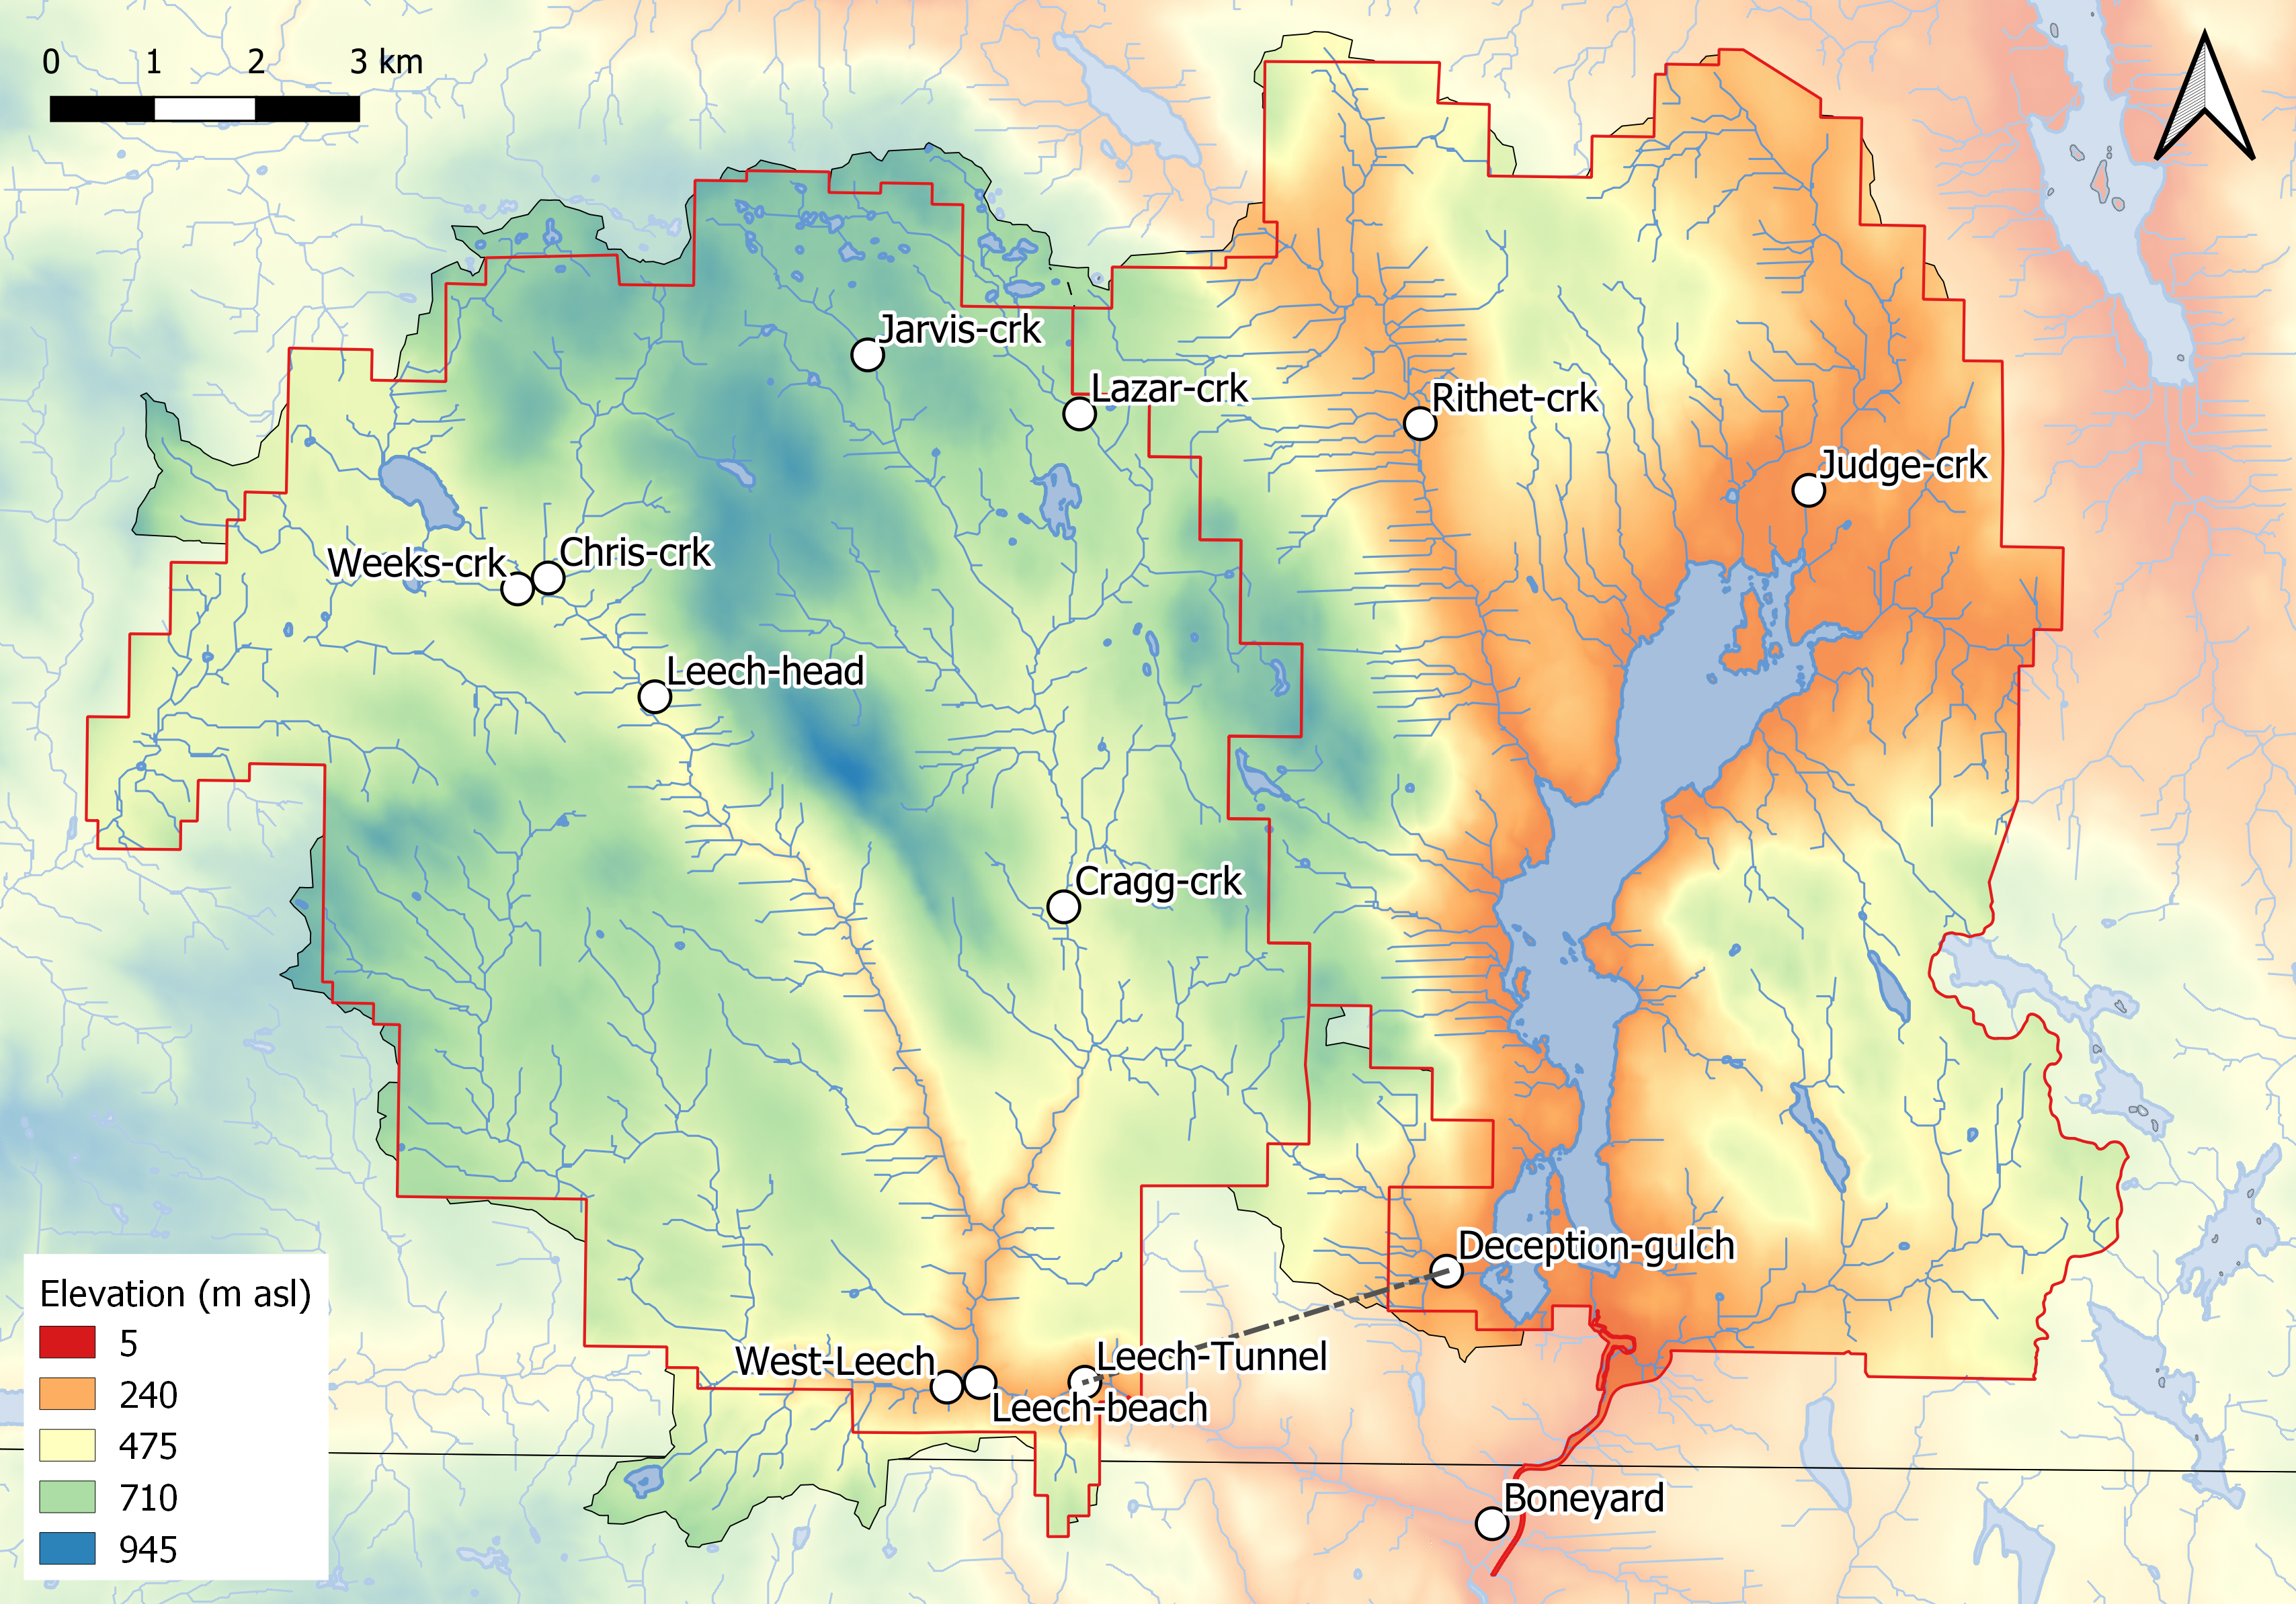 0 1 2 3 km
Jarvis-crk
Lazar-crk
Rithet-crk
Judge-crk
Weeks-crk
Chris-crk
Leech-head
Cragg-crk
Deception-gulch
West-Leech
Leech-Tunnel
Leech-beach
Boneyard
Elevation (m asl)
5
240
475
710
945